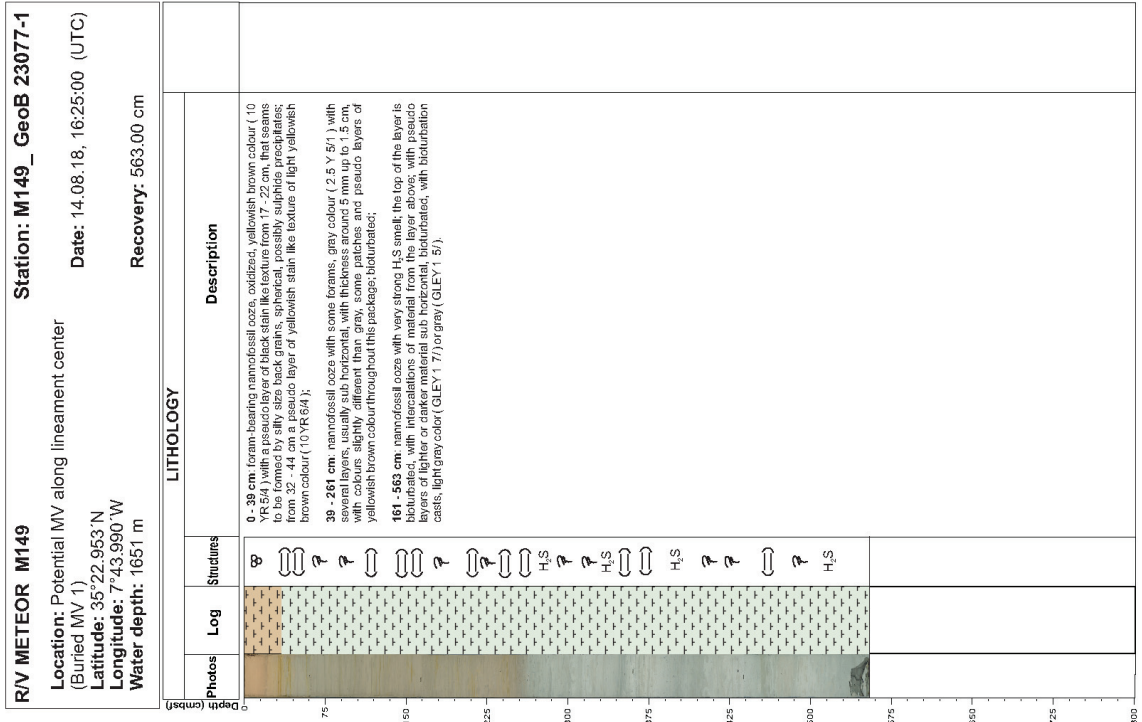 R/V METEOR M149
Station: M149_ GeoB 23077-1
Location: Potential MV along lineament center
(Buried MV 1)
Date: 14.08.18, 16:25:00 (UTC)
Latitude: 35°22.953´N
Longitude: 7°43.990´W
Water depth: 1651 m
Recovery: 563.00 cm
LITHOLOGY
Depth (cmbsf)
Photos
Log
Structures
Description
0 - 39 cm: foram-bearing nannofossil ooze, oxidized, yellowish brown colour ( 10
YR 5/4 ) with a pseudo layer of black stain like texture from 17 - 22 cm, that seams
to be formed by silty size back grains, spherical, possibly sulphide precipitates;
from 32 - 44 cm a pseudo layer of yellowish stain like texture of light yellowish
brown colour ( 10 YR 6/4 );
39 - 261 cm: nannofossil ooze with some forams, gray colour ( 2.5 Y 5/1 ) with
several layers, usually sub horizontal, with thickness around 5 mm up to 1.5 cm,
with colours slightly different than gray, some patches and pseudo layers of
yellowish brown colour throughout this package; bioturbated;
161 - 563 cm: nannofossil ooze with very strong H₂S smell; the top of the layer is
bioturbated, with intercalations of material from the layer above; with pseudo
layers of lighter or darker material sub horizontal, bioturbated, with bioturbation
casts, light gray color ( GLEY 1 7/ ) or gray ( GLEY 1 5/ ).
H₂S
H₂S
H₂S
H₂S
0
75